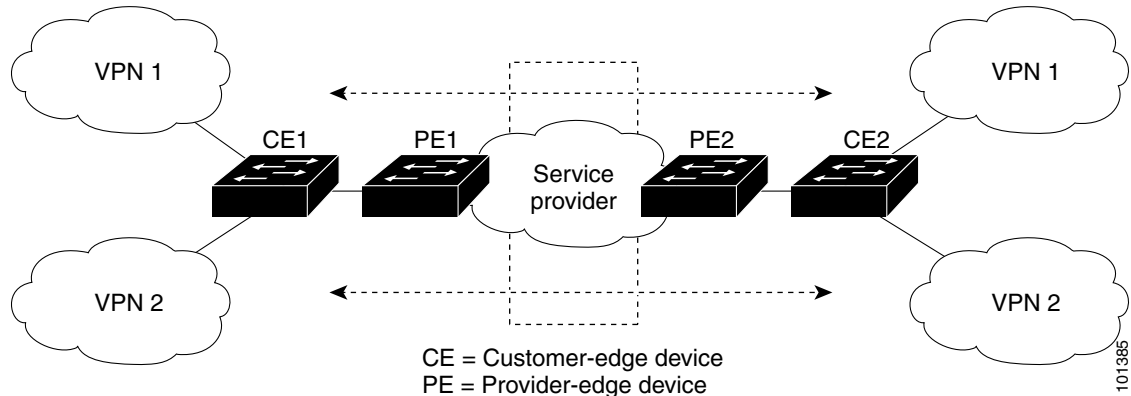 VPN 1
VPN 1
CE1
PE1
PE2
CE2
Service
provider
VPN 2
VPN 2
CE = Customer-edge device
PE = Provider-edge device
101385